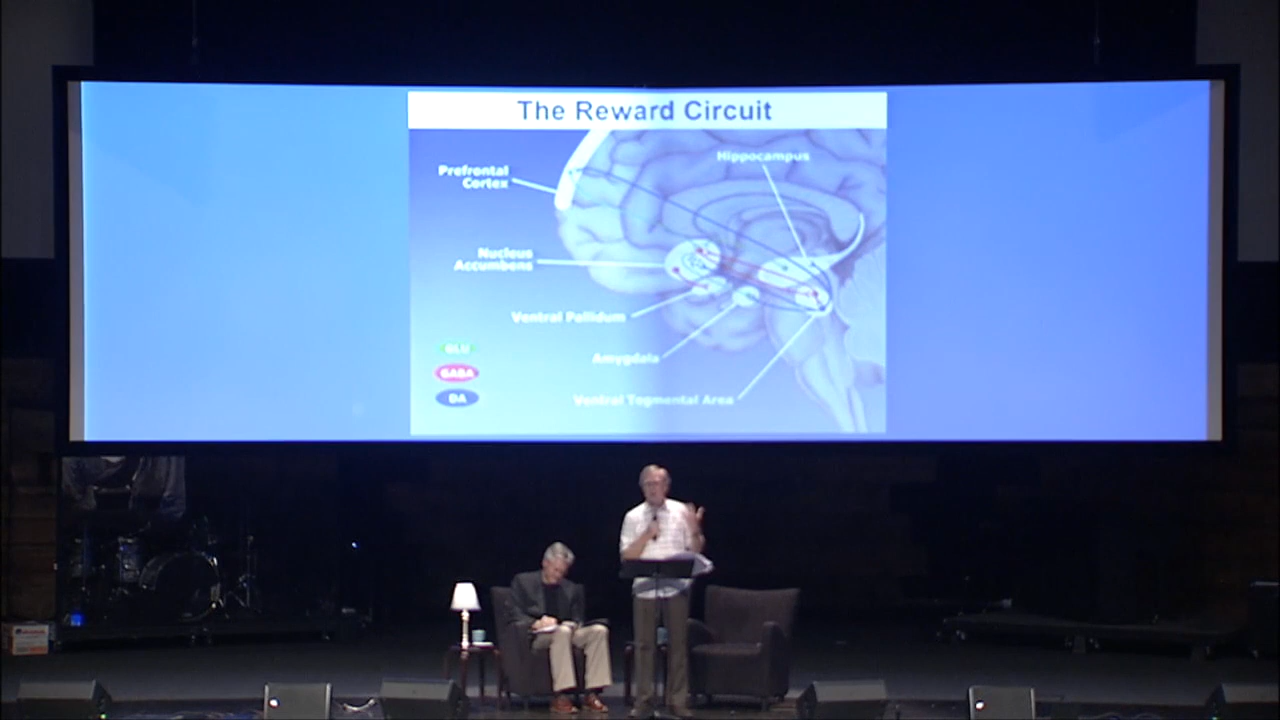 The Reward Circuit
Hippocampus
Prefrontal
Cortex
Nucleus
Accumbens
Ventral Pallidum
Amygdala
Ventral Tegmental Area
GLU
GABA
DA